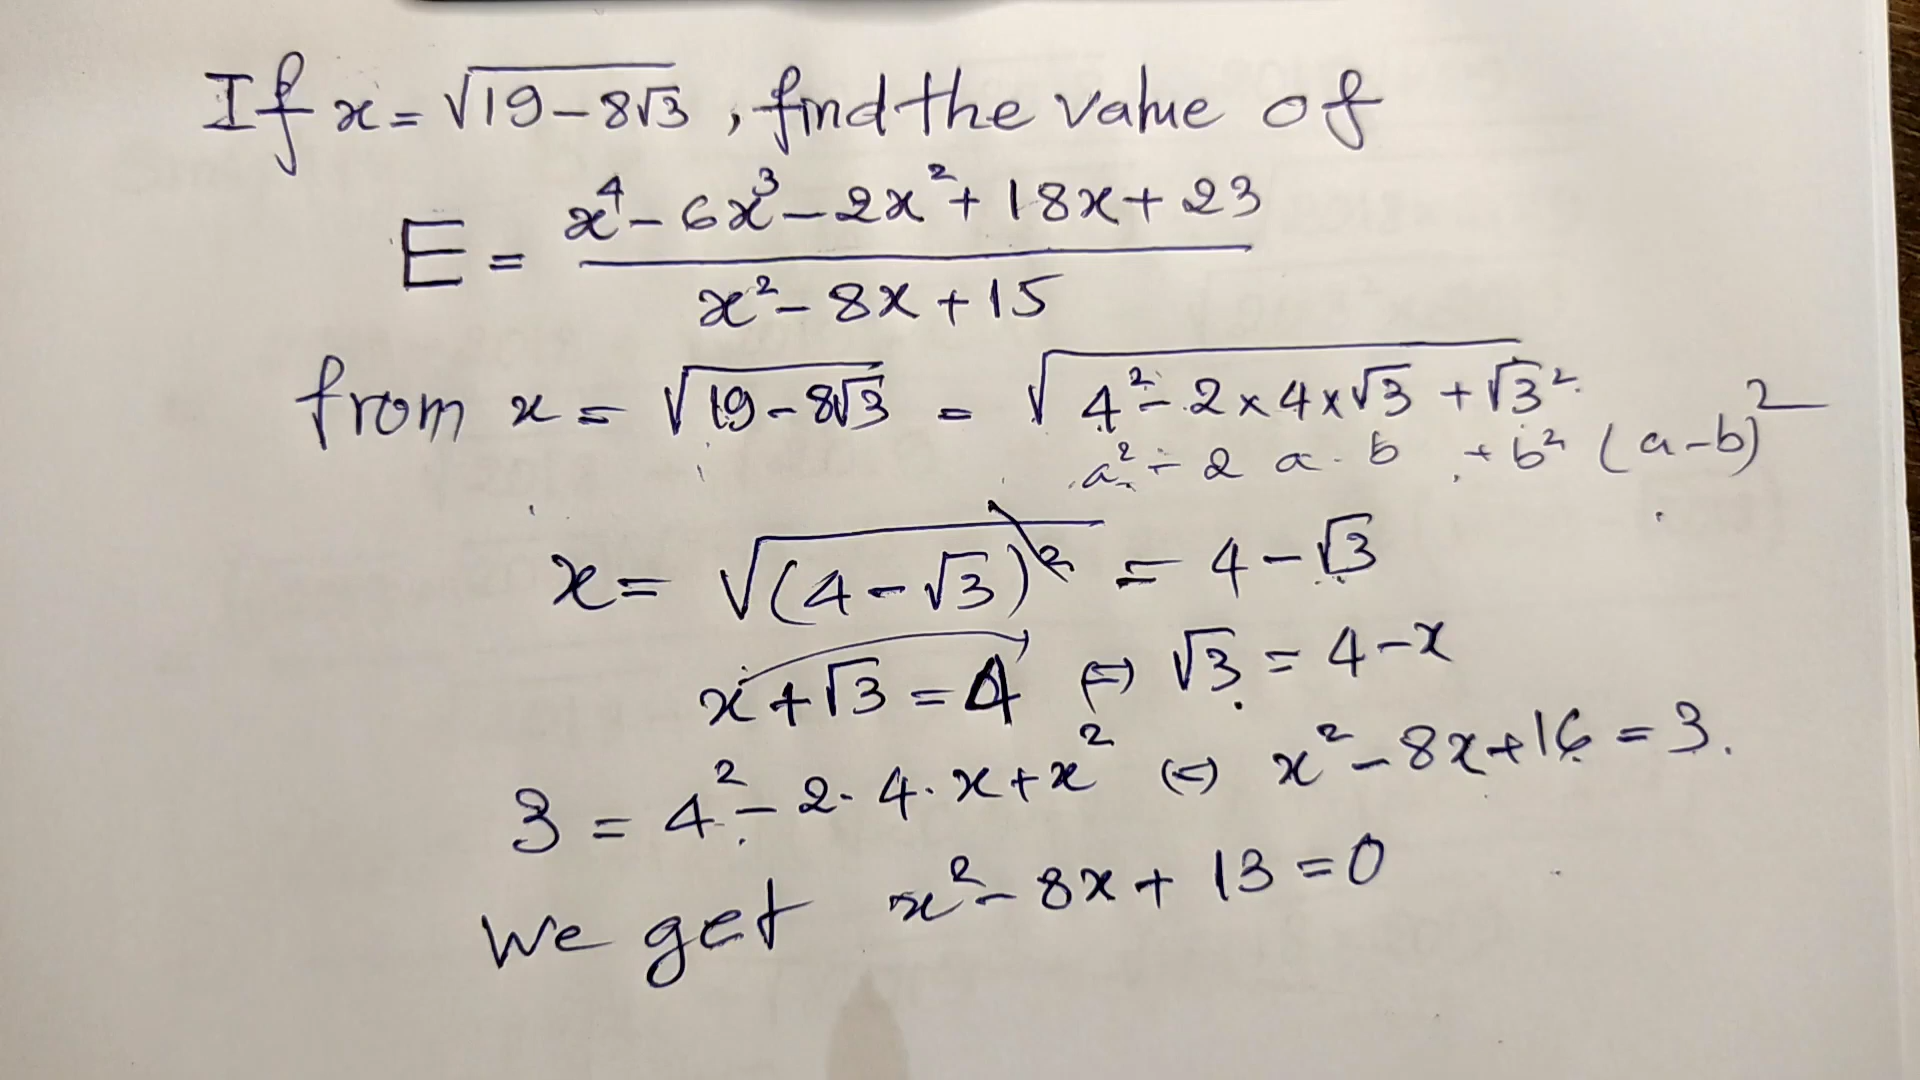 If x = √19-8√3, find the value of
E = x⁴-6x³-2x²+18x+23 / x²-8x+15
from x = √19-8√3 = √4²-2×4×√3+√3²
a²-2 a·b + b² (a-b)²
x = √(4-√3)² = 4-√3
x+√3 = 4 ⇔ √3 = 4-x
3 = 4²-2·4·x+x² ⇔ x²-8x+16 = 3.
We get x²-8x+13 = 0